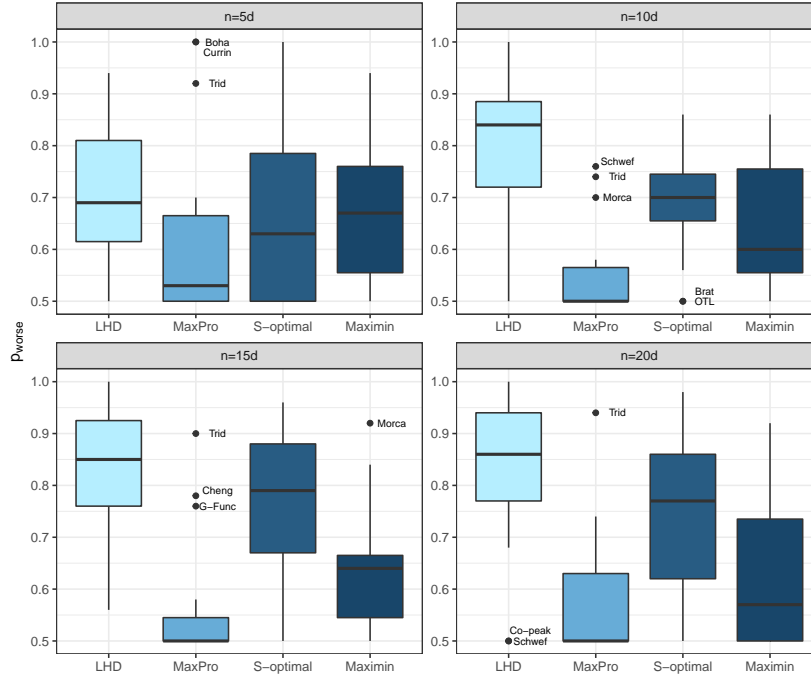 n=5d
n=10d
1.0
0.9
0.8
0.7
0.6
0.5
Boha
Currin
Trid
LHD
MaxPro
S−optimal
Maximin
1.0
0.9
0.8
0.7
0.6
0.5
Schwef
Trid
Morca
Brat
OTL
LHD
MaxPro
S−optimal
Maximin
pworse
n=15d
n=20d
1.0
0.9
0.8
0.7
0.6
0.5
Trid
Cheng
G−Func
Morca
LHD
MaxPro
S−optimal
Maximin
1.0
0.9
0.8
0.7
0.6
0.5
Trid
Co−peak
Schwef
LHD
MaxPro
S−optimal
Maximin